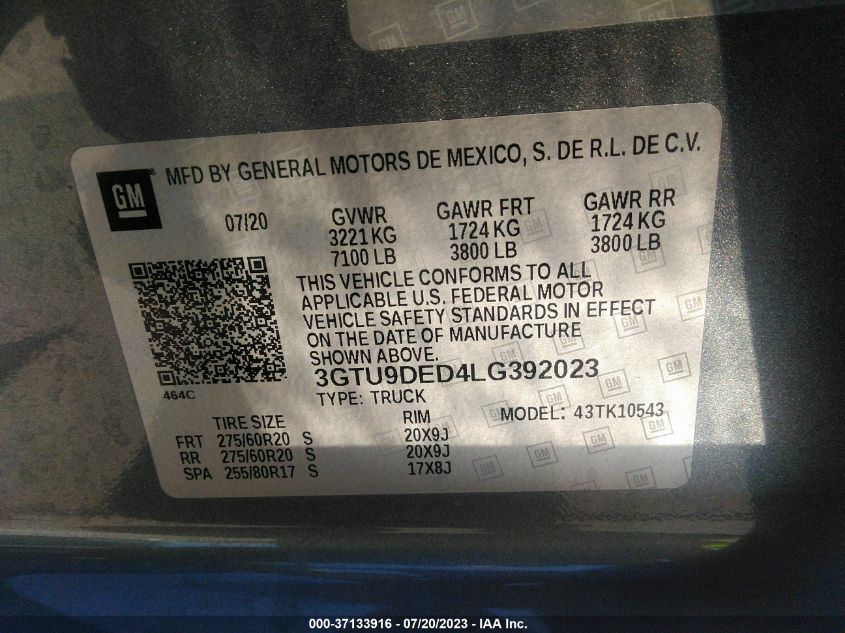 GM
® MFD BY GENERAL MOTORS DE MEXICO, S. DE R.L. DE C.V.
07/20 GVWR GAWR FRT GAWR RR
3221 KG 1724 KG 1724 KG
7100 LB 3800 LB 3800 LB
THIS VEHICLE CONFORMS TO ALL
APPLICABLE U.S. FEDERAL MOTOR
VEHICLE SAFETY STANDARDS IN EFFECT
ON THE DATE OF MANUFACTURE
SHOWN ABOVE.
3GTU9DED4LG392023
464C
TYPE: TRUCK
MODEL: 43TK10543
TIRE SIZE RIM
FRT 275/60R20 S 20X9J
RR 275/60R20 S 20X9J
SPA 255/80R17 S 17X8J
000-37133916 - 07/20/2023 - IAA Inc.